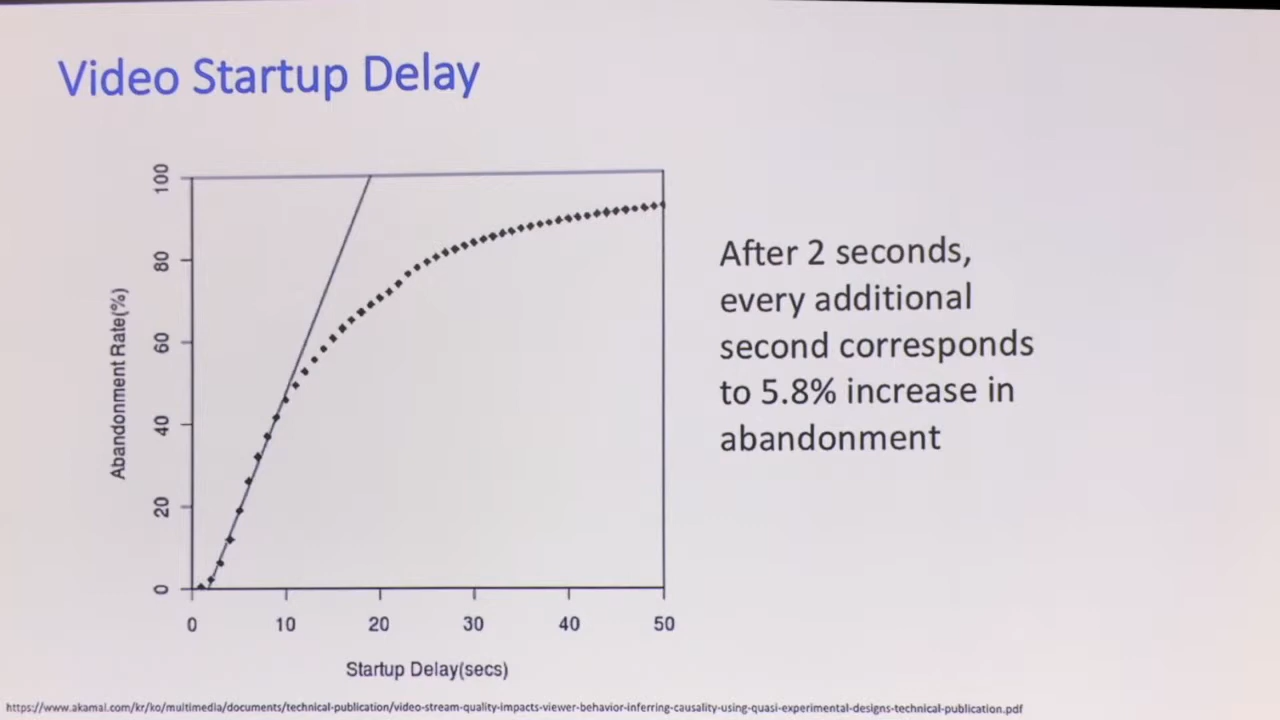 Video Startup Delay
100
80
60
40
20
0
Abandonment Rate(%)
0 10 20 30 40 50
Startup Delay(secs)
After 2 seconds,
every additional
second corresponds
to 5.8% increase in
abandonment
https://www.akamai.com/kr/ko/multimedia/documents/technical-publication/video-stream-quality-impacts-viewer-behavior-inferring-causality-using-quasi-experimental-designs-technical-publication.pdf